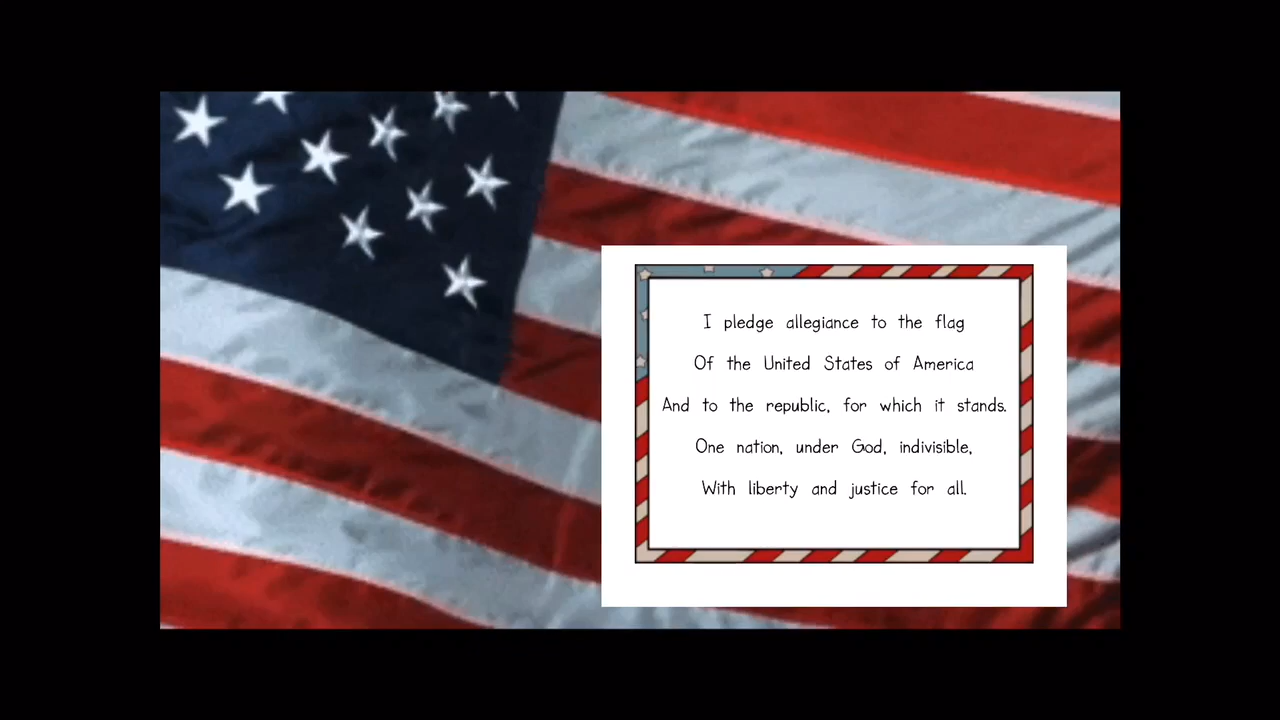 I pledge allegiance to the flag
Of the United States of America
And to the republic, for which it stands.
One nation, under God, indivisible,
With liberty and justice for all.